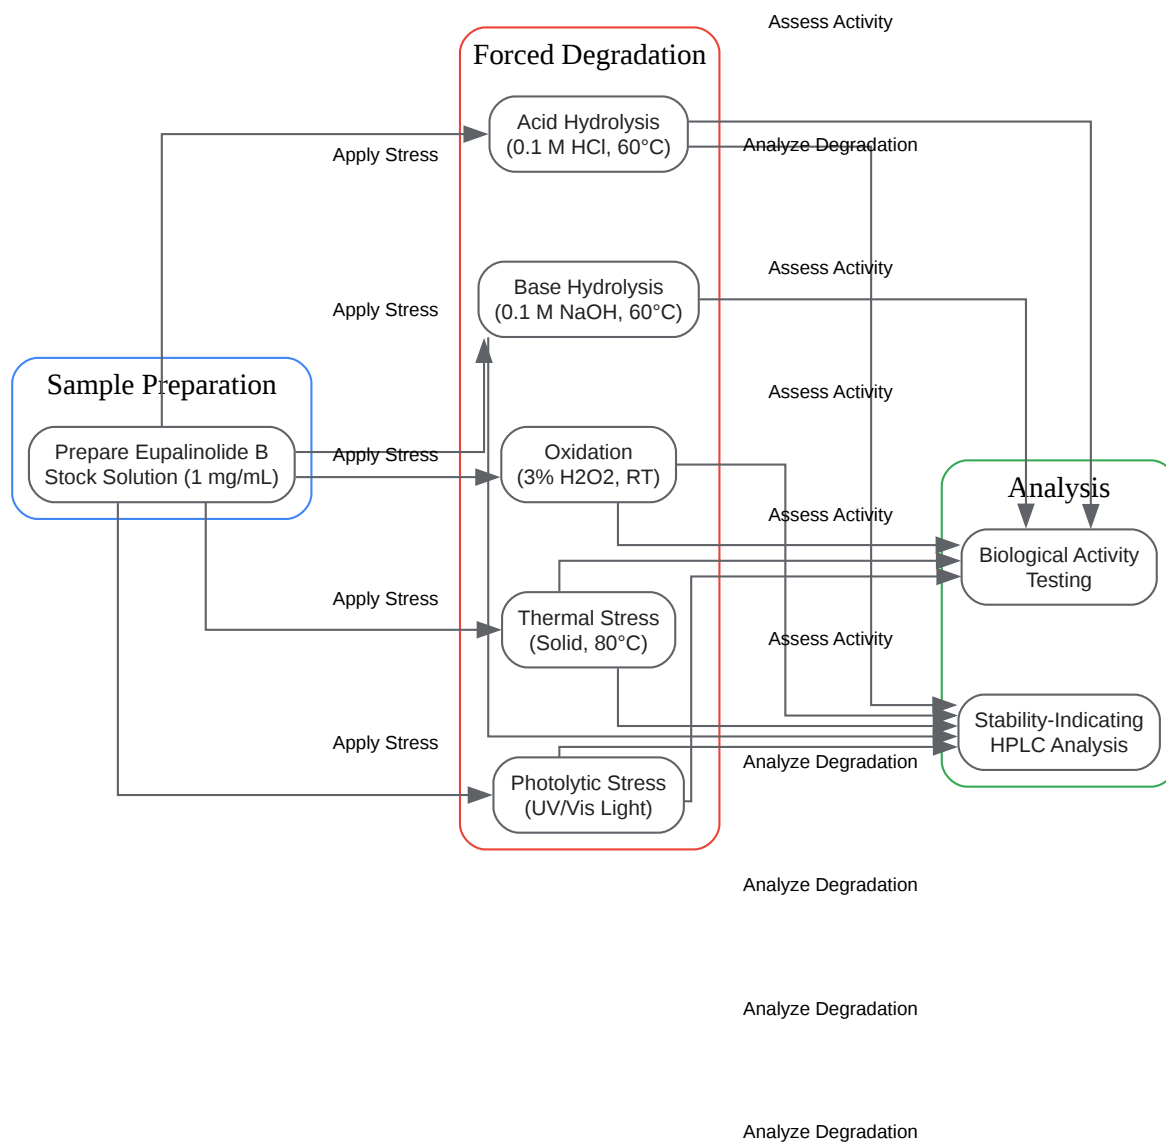 Assess Activity
Forced Degradation
Acid Hydrolysis
(0.1 M HCl, 60°C)
Analyze Degradation
Apply Stress
Assess Activity
Base Hydrolysis
(0.1 M NaOH, 60°C)
Apply Stress
Sample Preparation
Assess Activity
Prepare Eupalinolide B
Stock Solution (1 mg/mL)
Apply Stress
Oxidation
(3% H2O2, RT)
Analysis
Assess Activity
Biological Activity
Testing
Apply Stress
Thermal Stress
(Solid, 80°C)
Assess Activity
Stability-Indicating
HPLC Analysis
Apply Stress
Analyze Degradation
Photolytic Stress
(UV/Vis Light)
Analyze Degradation
Analyze Degradation
Analyze Degradation